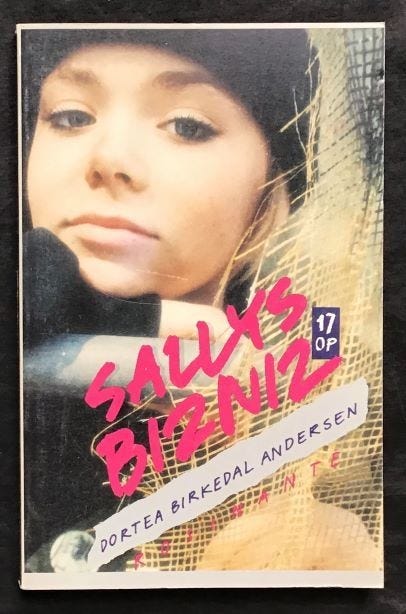 SALLYS
BIZNIZ
17
OP
DORTEA BIRKEDAL ANDERSEN
ROSINANTE